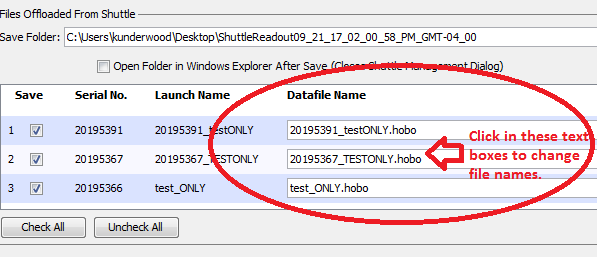 Files Offloaded From Shuttle
Save Folder: C:\Users\kunderwood\Desktop\ShuttleReadout09_21_17_02_00_58_PM_GMT-04_00
Open Folder in Windows Explorer After Save (Closes Shuttle Management Dialog)
Save Serial No. Launch Name Datafile Name
1 20195391 20195391_testONLY 20195391_testONLY.hobo
2 20195367 20195367_TESTONLY 20195367_TESTONLY.hobo
3 20195366 test_ONLY test_ONLY.hobo
Click in these text
boxes to change
file names.
Check All Uncheck All